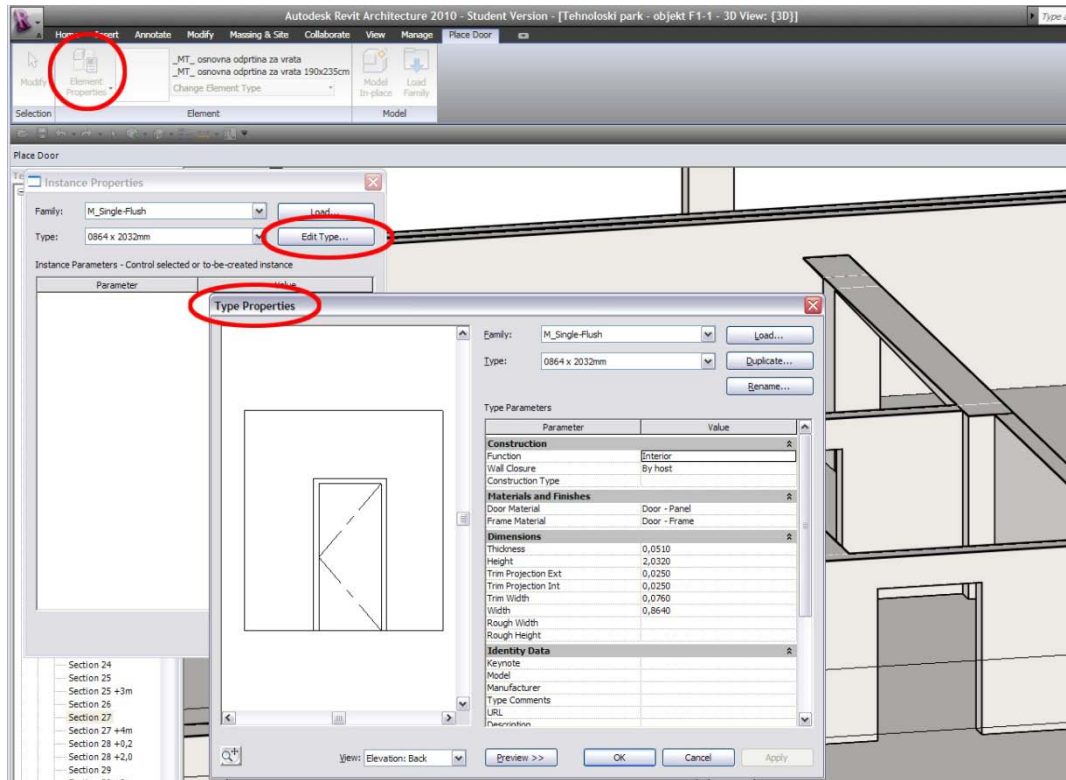 Autodesk Revit Architecture 2010 - Student Version - [Tehnoloski park - objekt F1-1 - 3D View: {3D}]
Insert Annotate Modify Massing & Site Collaborate View Manage Place Door
Modify
Element Properties
_MT_ osnovna odprtina za vrata
_MT_ osnovna odprtina za vrata 190x235cm
Change Element Type
Model In-place
Load Family
Selection Element Model
Place Door
Instance Properties
Family: M_Single-Flush Load...
Type: 0864 x 2032mm Edit Type...
Instance Parameters - Control selected or to-be-created instance
Parameter Value
Type Properties
Family: M_Single-Flush Load...
Type: 0864 x 2032mm Duplicate...
Rename...
Type Parameters
Parameter Value
Construction
Function Interior
Wall Closure By host
Construction Type
Materials and Finishes
Door Material Door - Panel
Frame Material Door - Frame
Dimensions
Thickness 0,0510
Height 2,0320
Trim Projection Ext 0,0250
Trim Projection Int 0,0250
Trim Width 0,0760
Width 0,8640
Rough Width
Rough Height
Identity Data
Keynote
Model
Manufacturer
Type Comments
URL
Description
View: Elevation: Back Preview >> OK Cancel Apply
Section 24
Section 25
Section 25 +3m
Section 26
Section 27
Section 27 +4m
Section 28 +0,2
Section 28 +2,0
Section 29